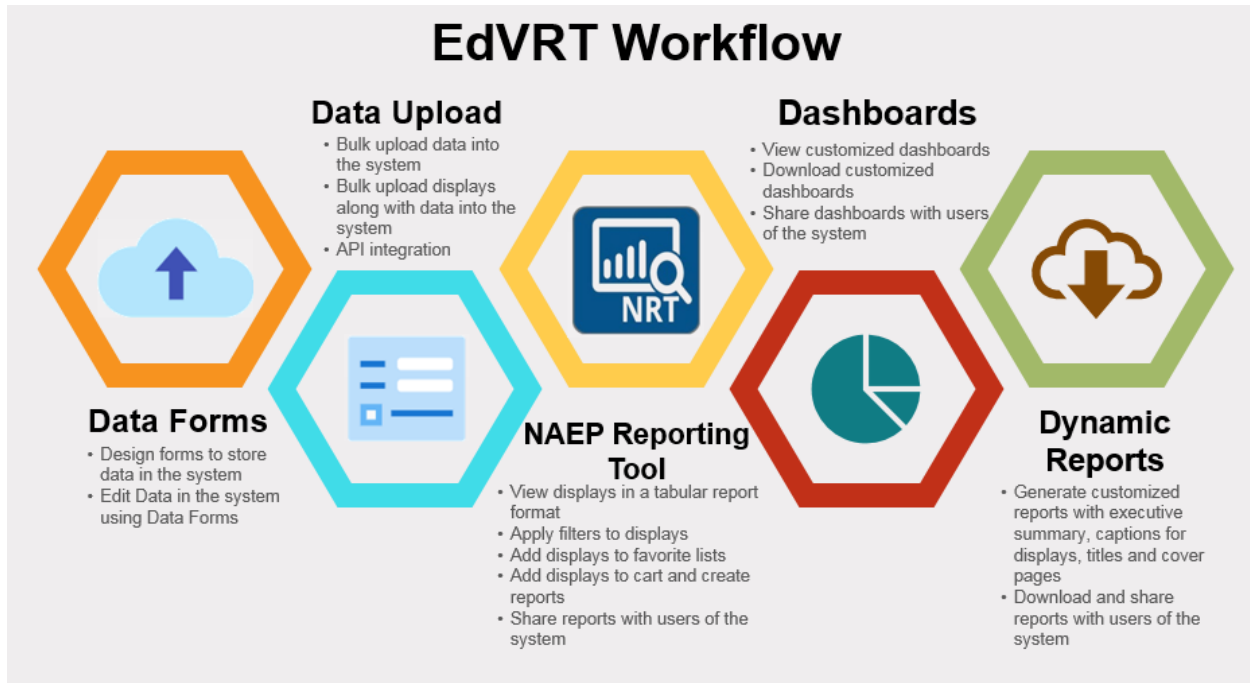 EdVRT Workflow
Data Upload
• Bulk upload data into
the system
• Bulk upload displays
along with data into the
system
• API integration
Dashboards
• View customized dashboards
• Download customized
dashboards
• Share dashboards with users
of the system
NRT
Data Forms
• Design forms to store
data in the system
• Edit Data in the system
using Data Forms
NAEP Reporting
Tool
• View displays in a tabular report
format
• Apply filters to displays
• Add displays to favorite lists
• Add displays to cart and create
reports
• Share reports with users of the
system
Dynamic
Reports
• Generate customized
reports with executive
summary, captions for
displays, titles and cover
pages
• Download and share
reports with users of the
system